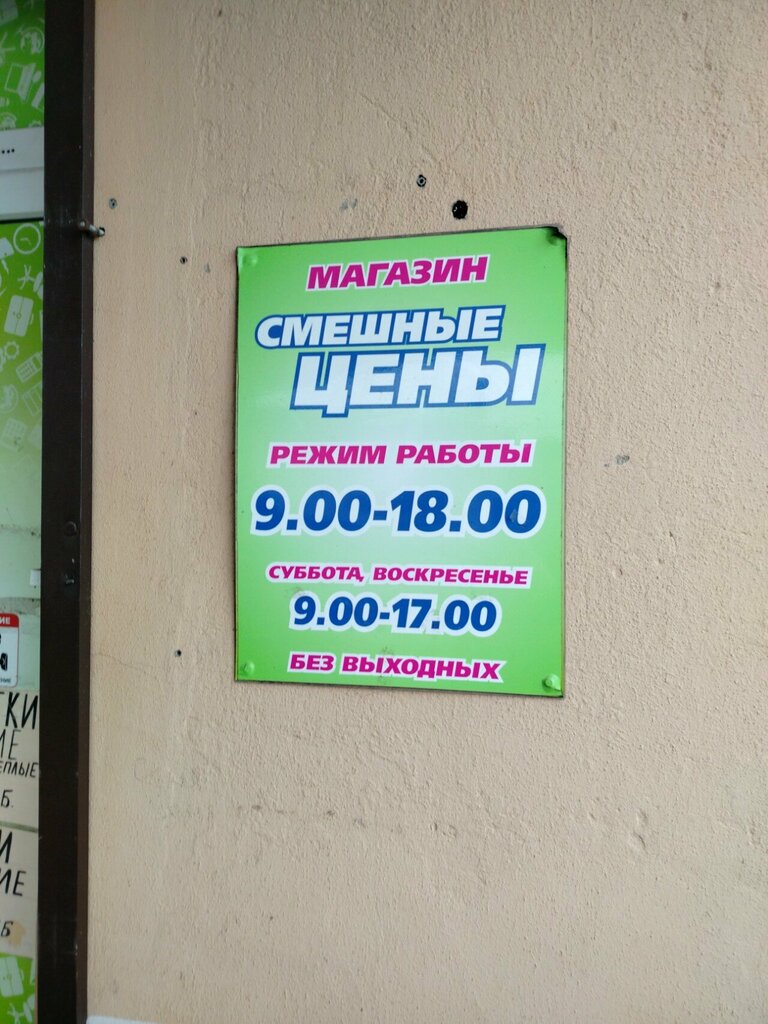 МАГАЗИН
СМЕШНЫЕ
ЦЕНЫ
РЕЖИМ РАБОТЫ
9.00-18.00
СУББОТА, ВОСКРЕСЕНЬЕ
9.00-17.00
БЕЗ ВЫХОДНЫХ